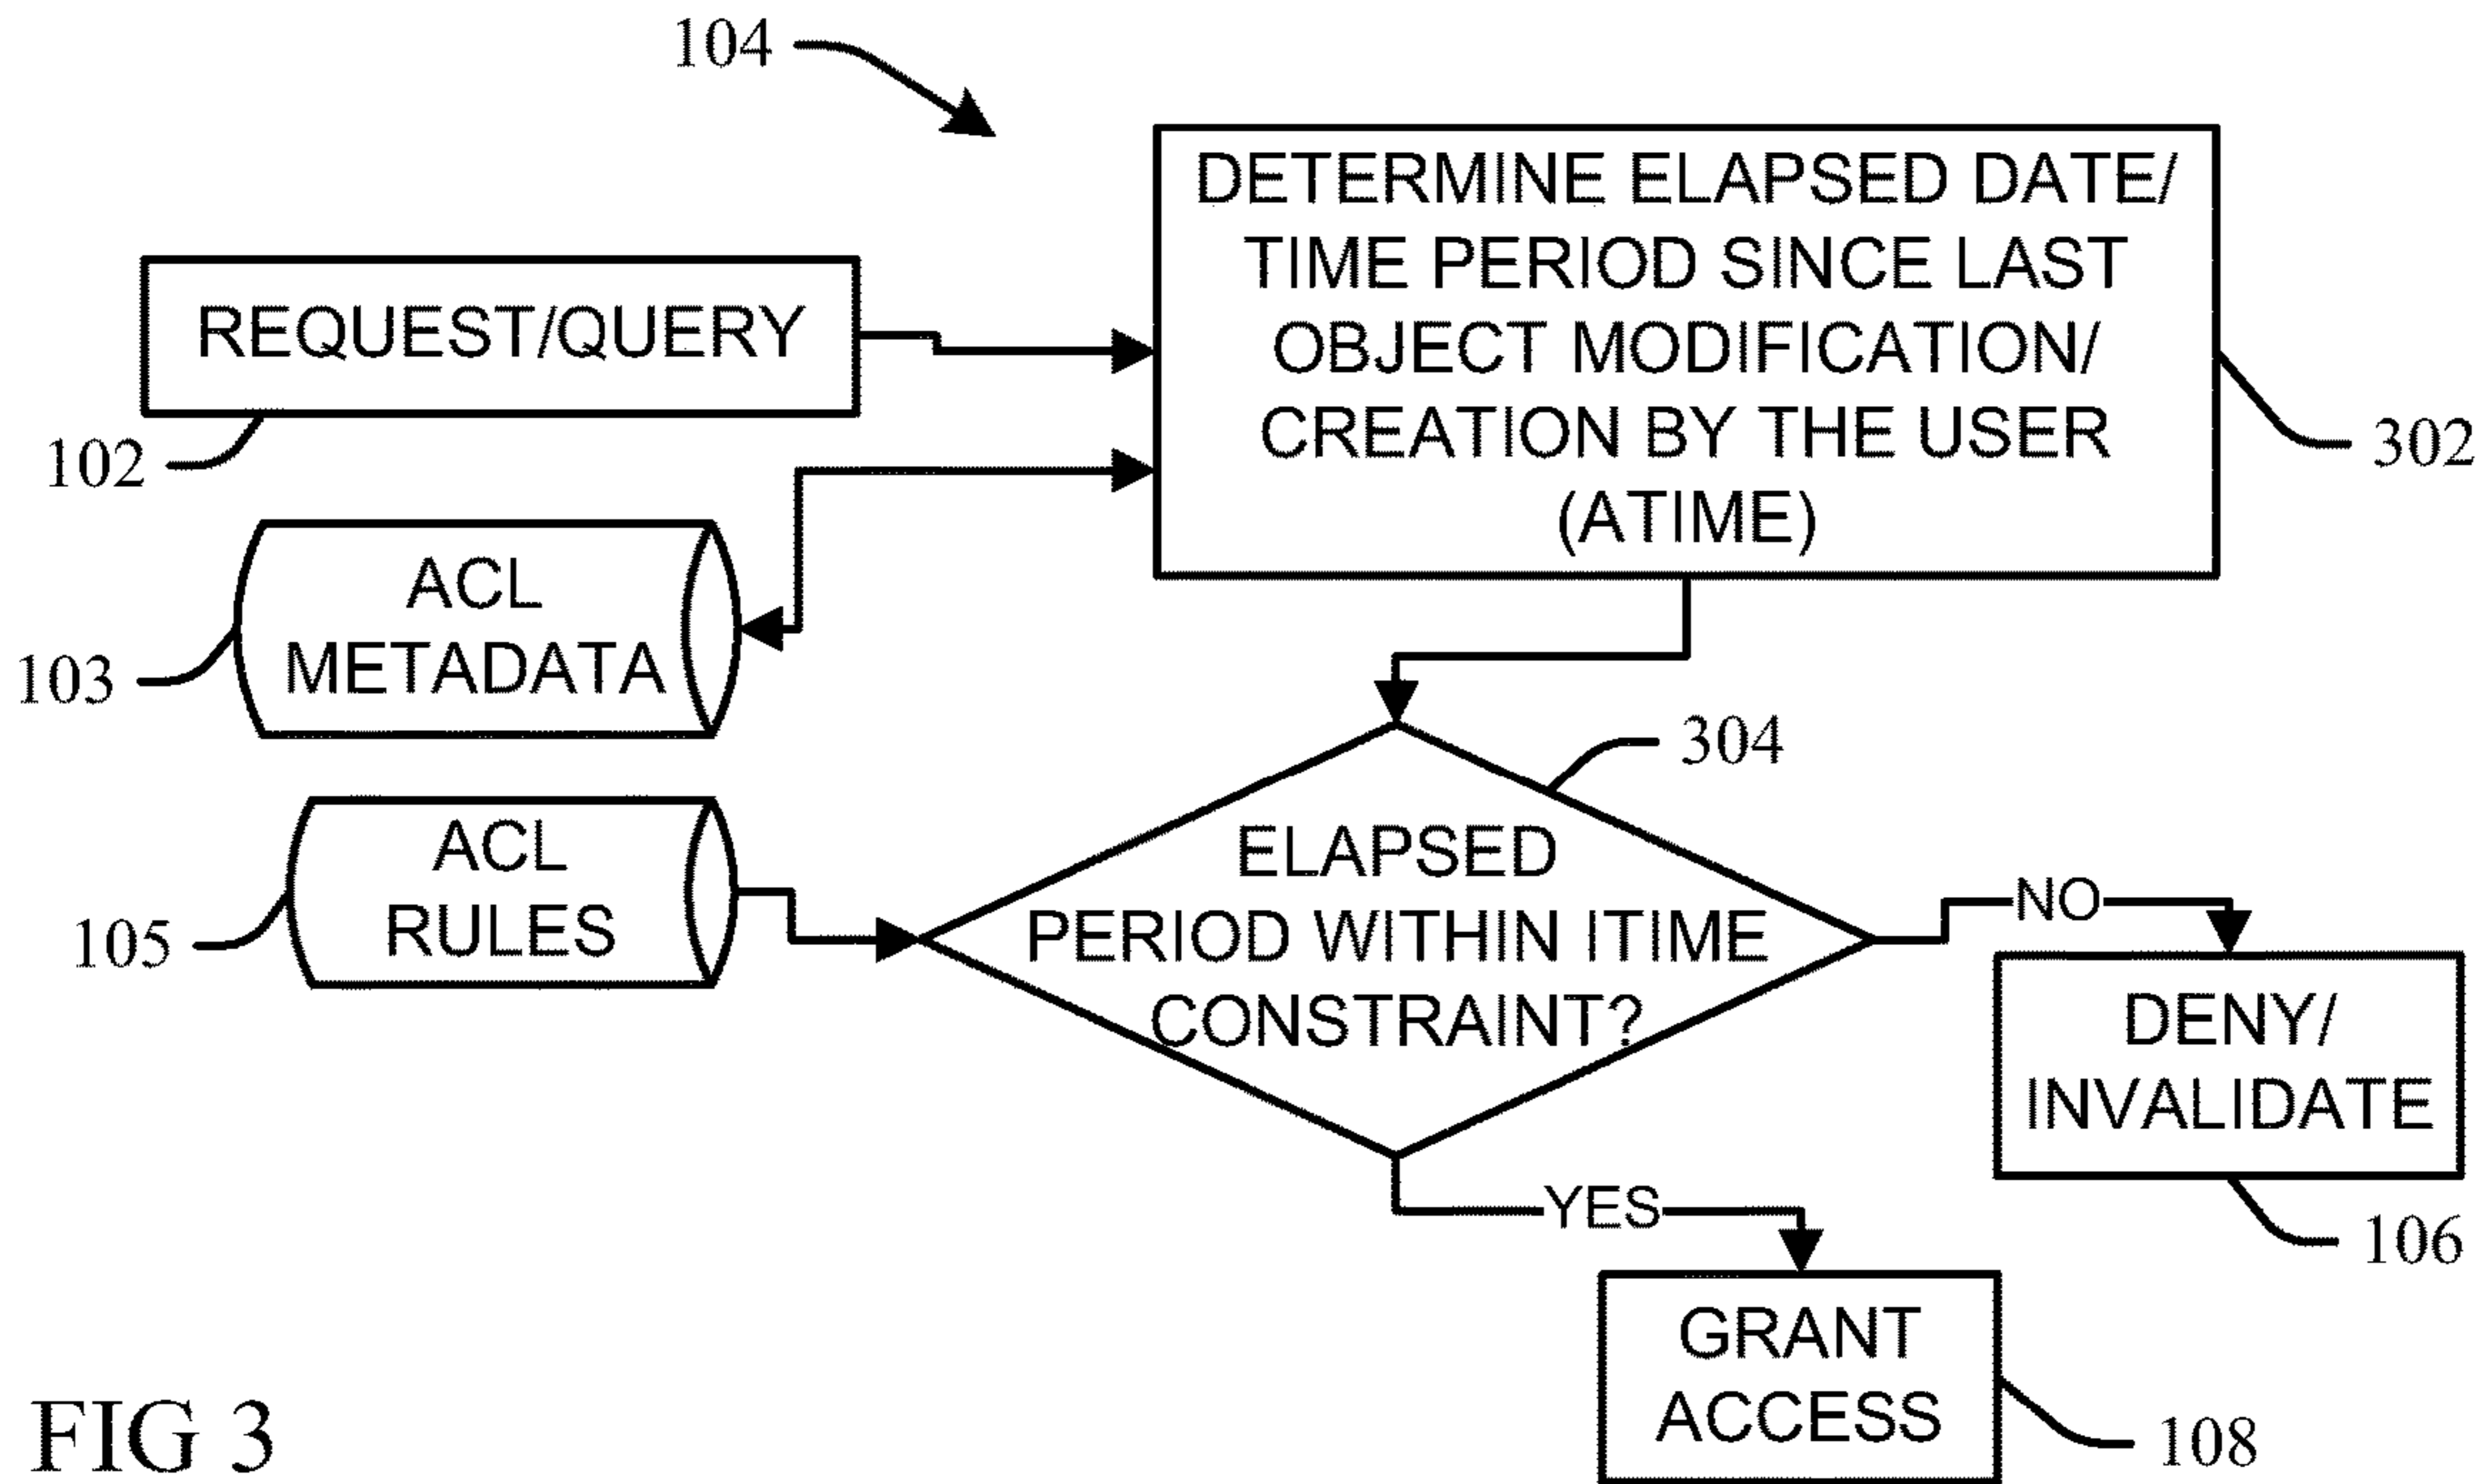 104
DETERMINE ELAPSED DATE/
TIME PERIOD SINCE LAST
OBJECT MODIFICATION/
CREATION BY THE USER
(ATIME)
302
REQUEST/QUERY
102
ACL
METADATA
103
304
ACL
RULES
105
ELAPSED
PERIOD WITHIN ITIME
CONSTRAINT?
NO
DENY/
INVALIDATE
106
YES
GRANT
ACCESS
108
FIG 3